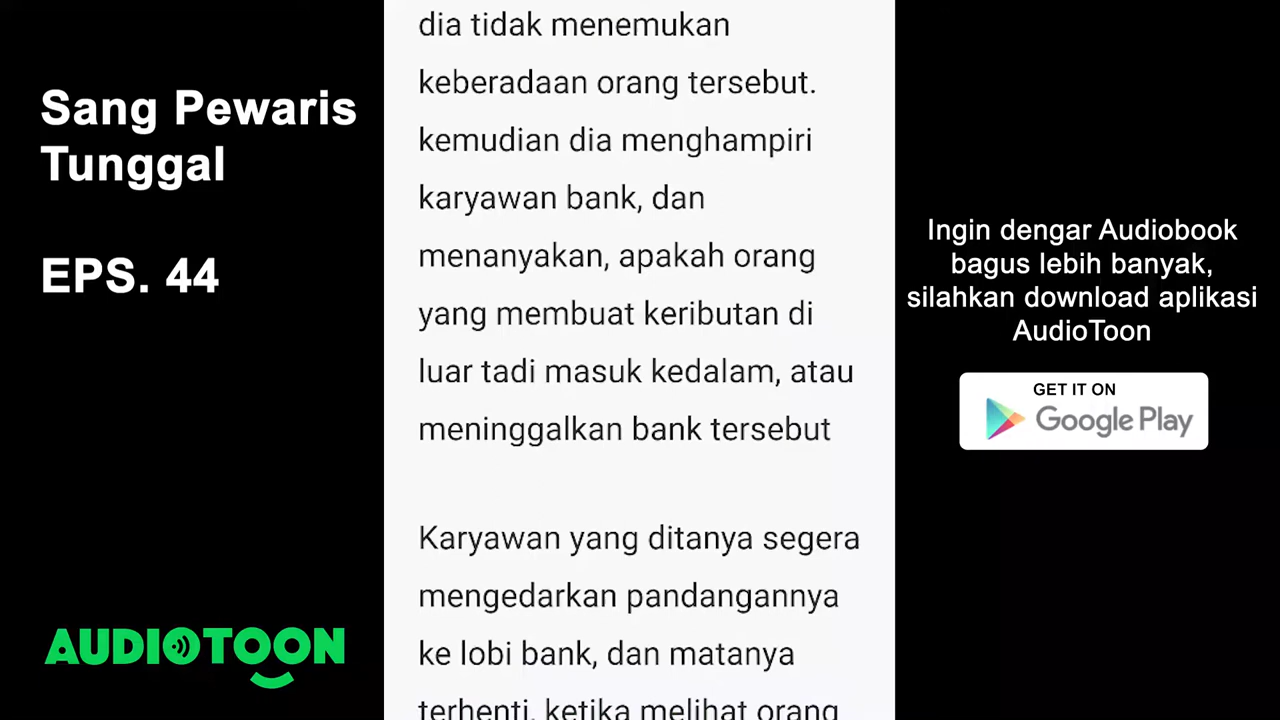 Sang Pewaris
Tunggal
EPS. 44
AUDIOTOON
dia tidak menemukan
keberadaan orang tersebut.
kemudian dia menghampiri
karyawan bank, dan
menanyakan, apakah orang
yang membuat keributan di
luar tadi masuk kedalam, atau
meninggalkan bank tersebut
Karyawan yang ditanya segera
mengedarkan pandangannya
ke lobi bank, dan matanya
terhenti, ketika melihat orang
Ingin dengar Audiobook
bagus lebih banyak,
silahkan download aplikasi
AudioToon
GET IT ON
Google Play